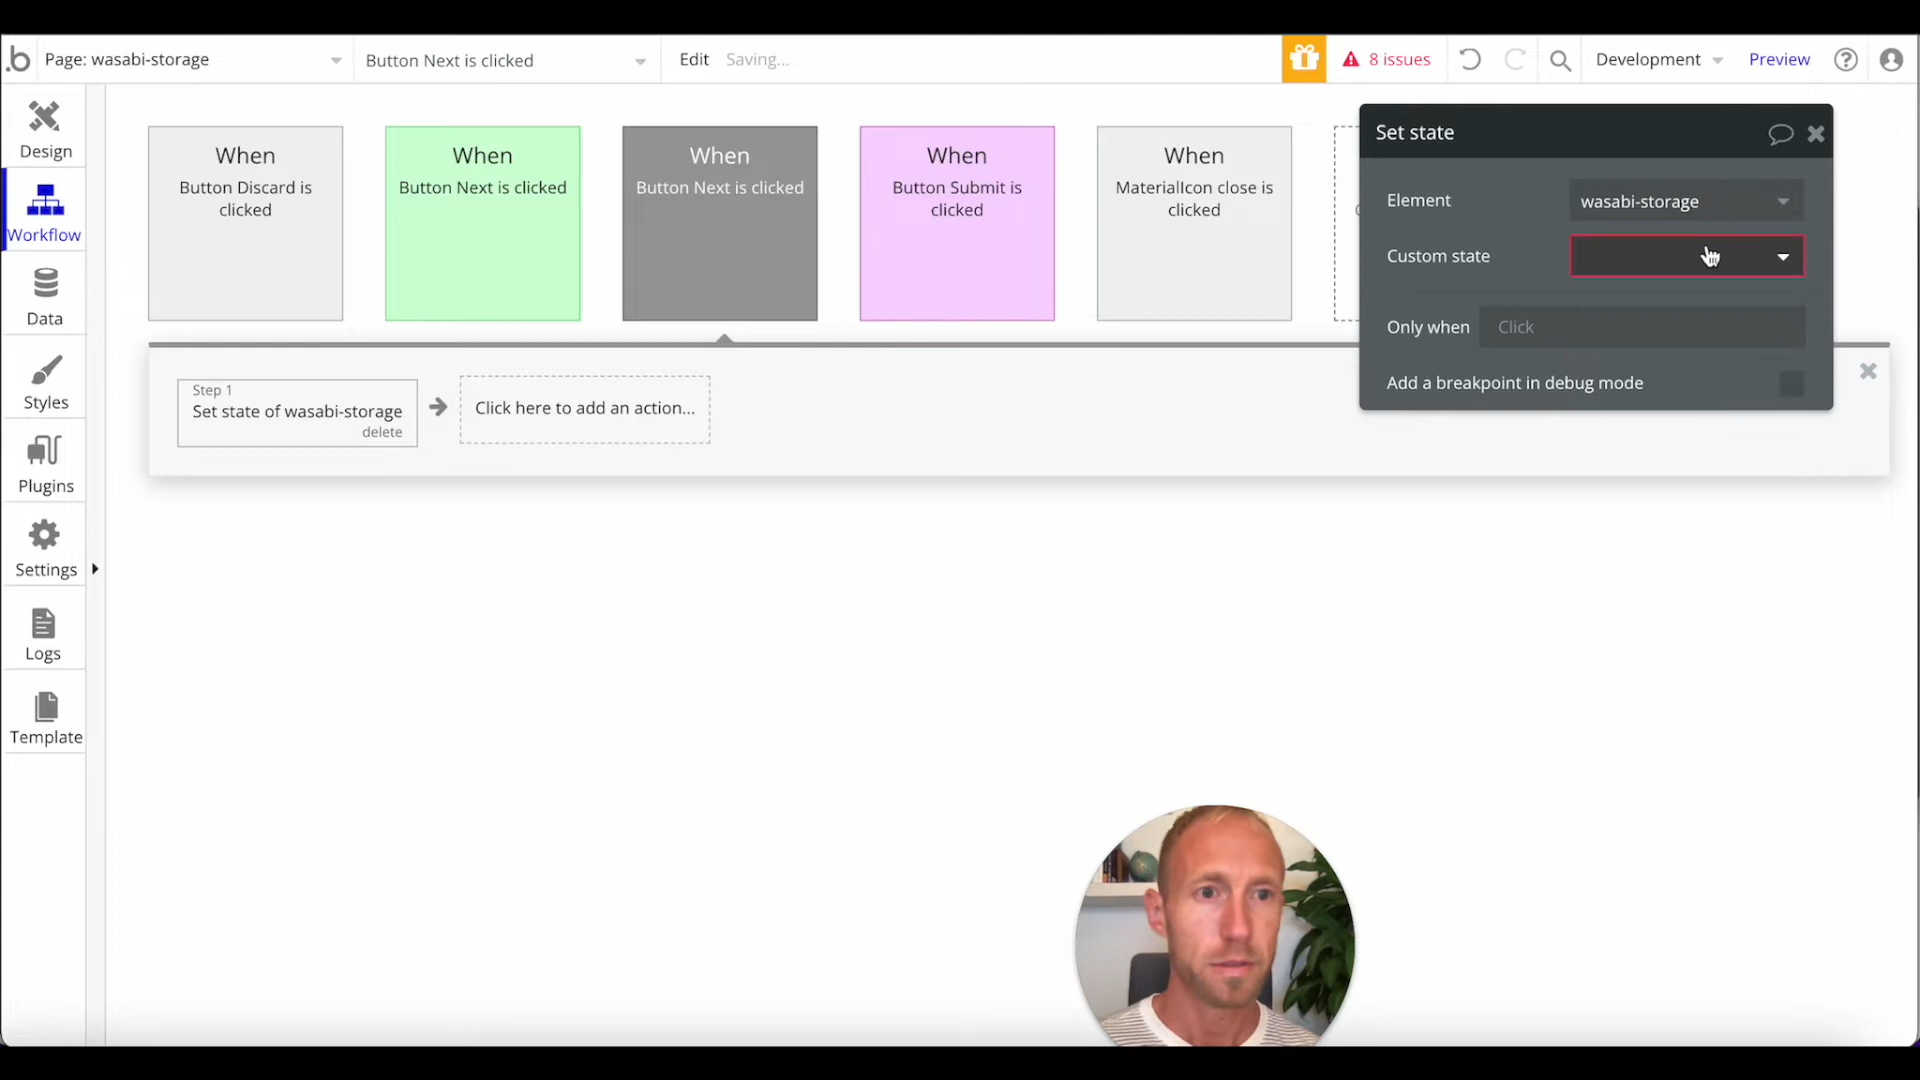 b
Page: wasabi-storage
Button Next is clicked
Edit
Saving...
8 issues
Development
Preview
?
Design
Workflow
Data
Styles
Plugins
Settings
Logs
Template
When
Button Discard is
clicked
When
Button Next is clicked
When
Button Next is clicked
When
Button Submit is
clicked
When
MaterialIcon close is
clicked
Set state
Element
wasabi-storage
Custom state
Only when
Click
Add a breakpoint in debug mode
Step 1
Set state of wasabi-storage
delete
Click here to add an action...